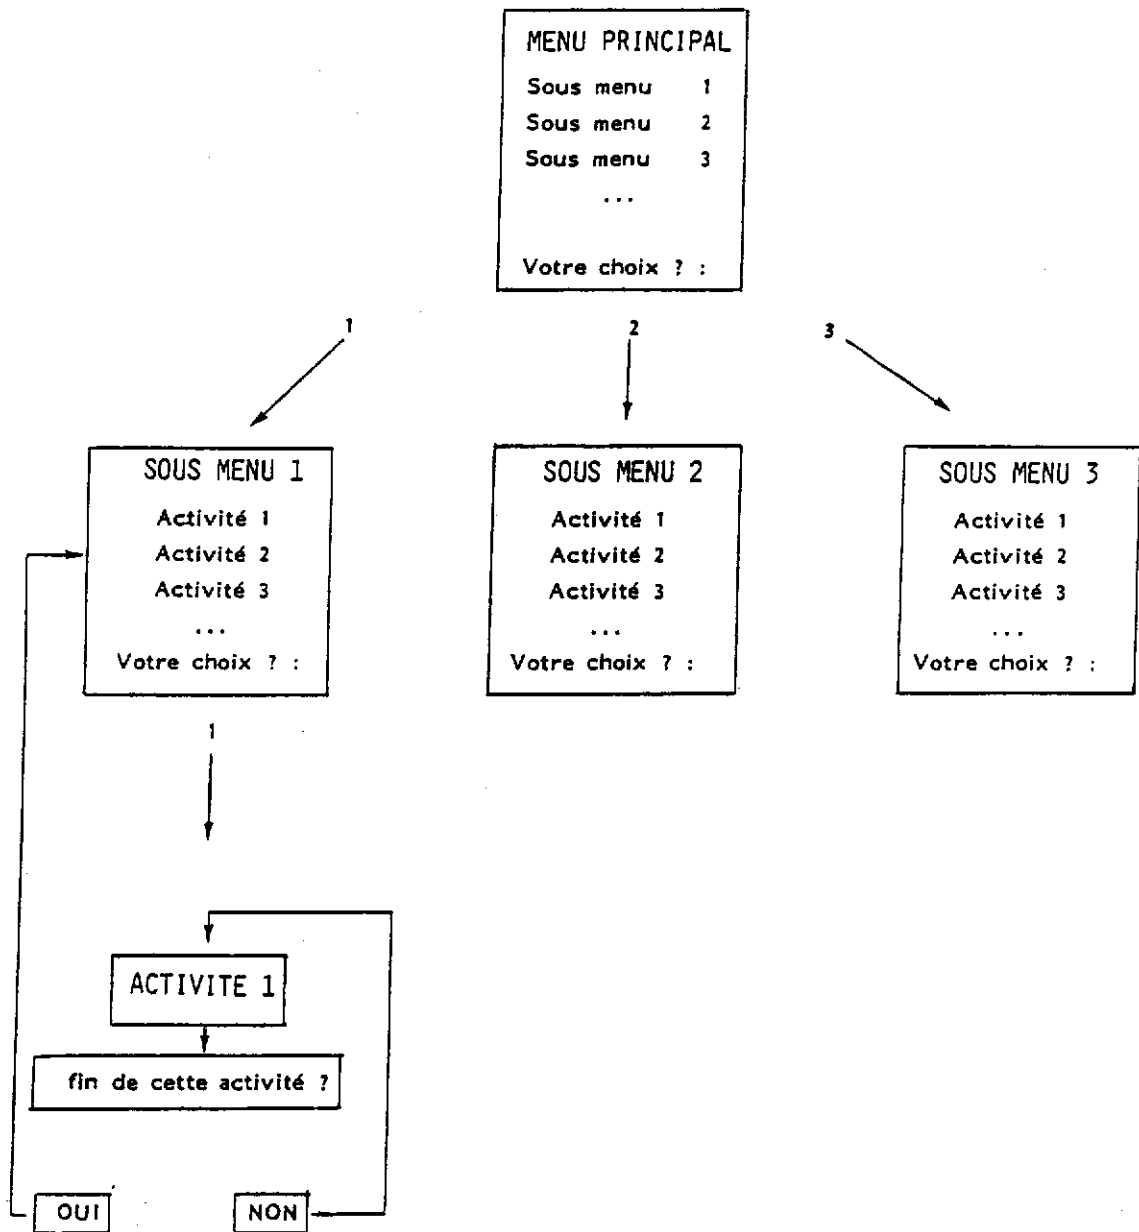 MENU PRINCIPAL
Sous menu 1
Sous menu 2
Sous menu 3
...
Votre choix ? :
1
2
3
SOUS MENU 1
Activité 1
Activité 2
Activité 3
...
Votre choix ? :
SOUS MENU 2
Activité 1
Activité 2
Activité 3
...
Votre choix ? :
SOUS MENU 3
Activité 1
Activité 2
Activité 3
...
Votre choix ? :
1
ACTIVITE 1
fin de cette activité ?
OUI
NON